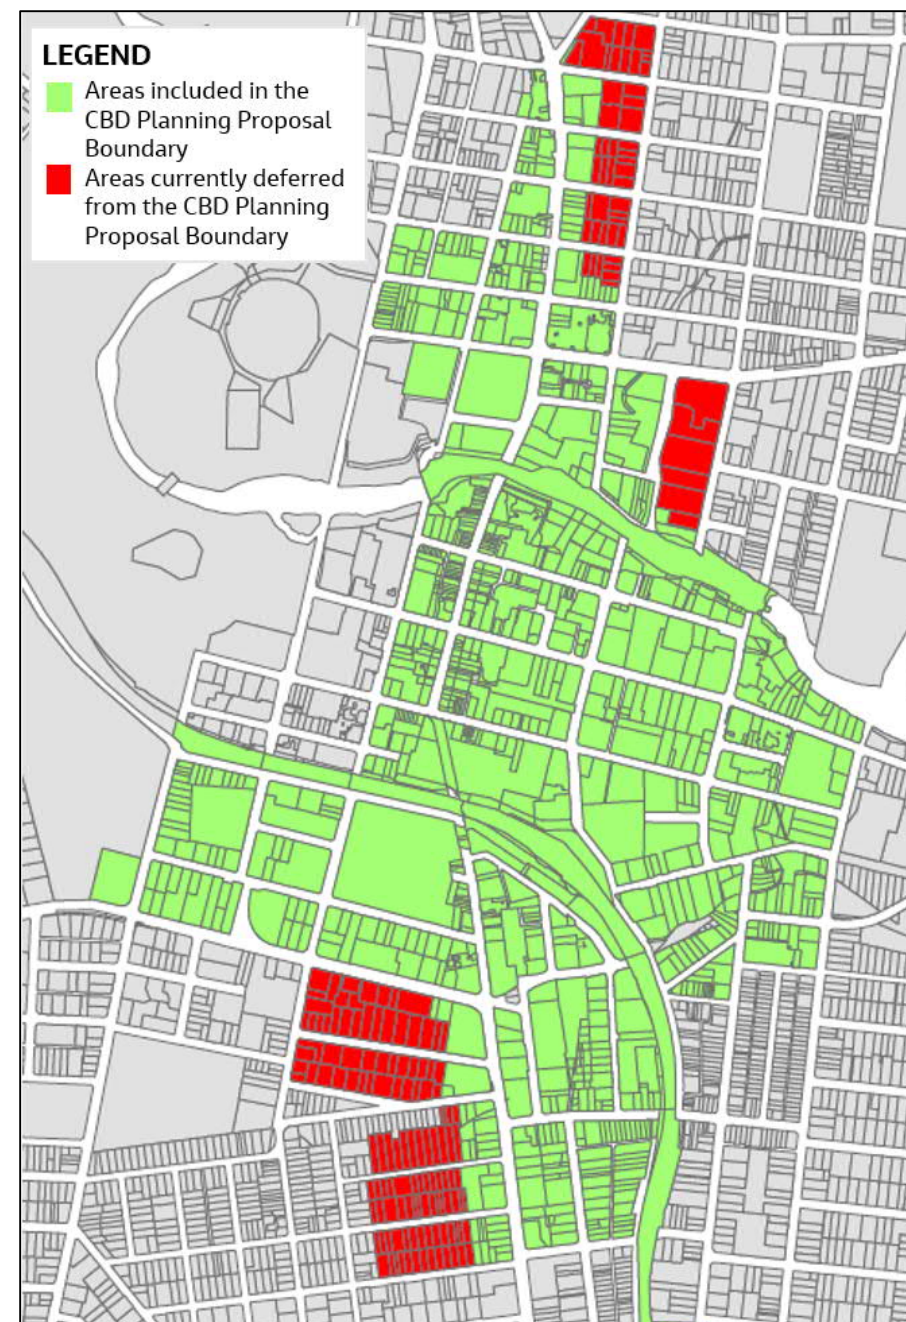 LEGEND
Areas included in the
CBD Planning Proposal
Boundary
Areas currently deferred
from the CBD Planning
Proposal Boundary